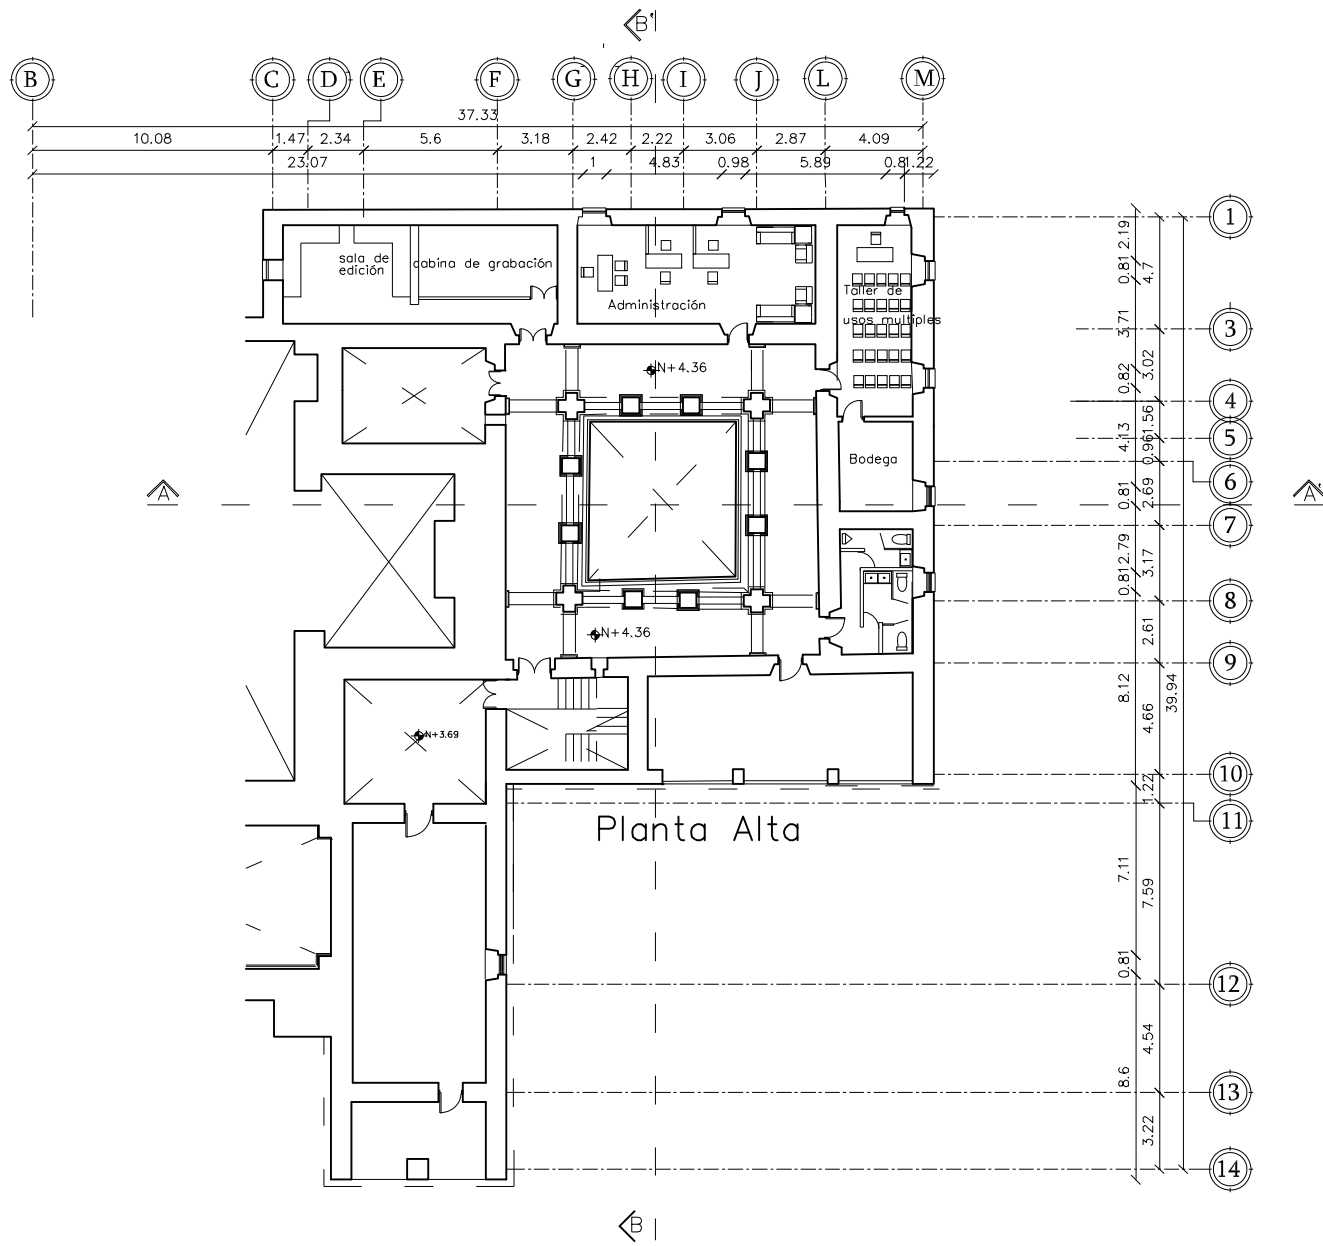 B'
B C D E F G H I J L M
37.33
10.08 1.47 2.34 5.6 3.18 2.42 2.22 3.06 2.87 4.09
23.07 1 4.83 0.98 5.89 0.81 1.22
sala de
edición
cabina de grabación
Administración
Taller de
usos multiples
N+4.36
Bodega
A
A'
N+4.36
N+3.69
Planta Alta
B
1
3
4
5
6
7
8
9
10
11
12
13
14
2.19
0.81
3.71
0.82
4.13
0.81
2.79
0.81
8.12
7.11
0.81
8.6
4.7
3.02
1.56
0.96
2.69
3.17
2.61
4.66
1.22
7.59
4.54
3.22
39.94